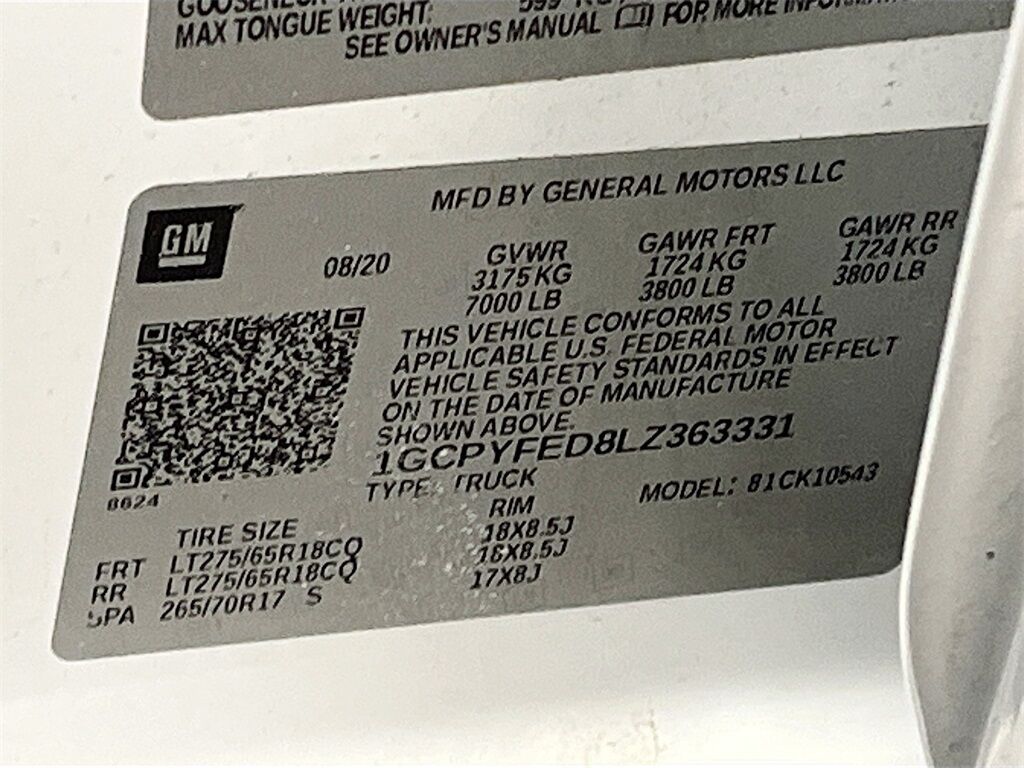 MAX TONGUE WEIGHT:
SEE OWNER'S MANUAL FOR MORE
MFD BY GENERAL MOTORS LLC
GM
08/20
GVWR GAWR FRT GAWR RR
3175 KG 1724 KG 1724 KG
7000 LB 3800 LB 3800 LB
THIS VEHICLE CONFORMS TO ALL
APPLICABLE U.S. FEDERAL MOTOR
VEHICLE SAFETY STANDARDS IN EFFECT
ON THE DATE OF MANUFACTURE
SHOWN ABOVE.
1GCPYFED8LZ363331
8624
TYPE: TRUCK MODEL: 81CK10543
TIRE SIZE RIM
FRT LT275/65R18CQ 18X8.5J
RR LT275/65R18CQ 18X8.5J
SPA 265/70R17 S 17X8J